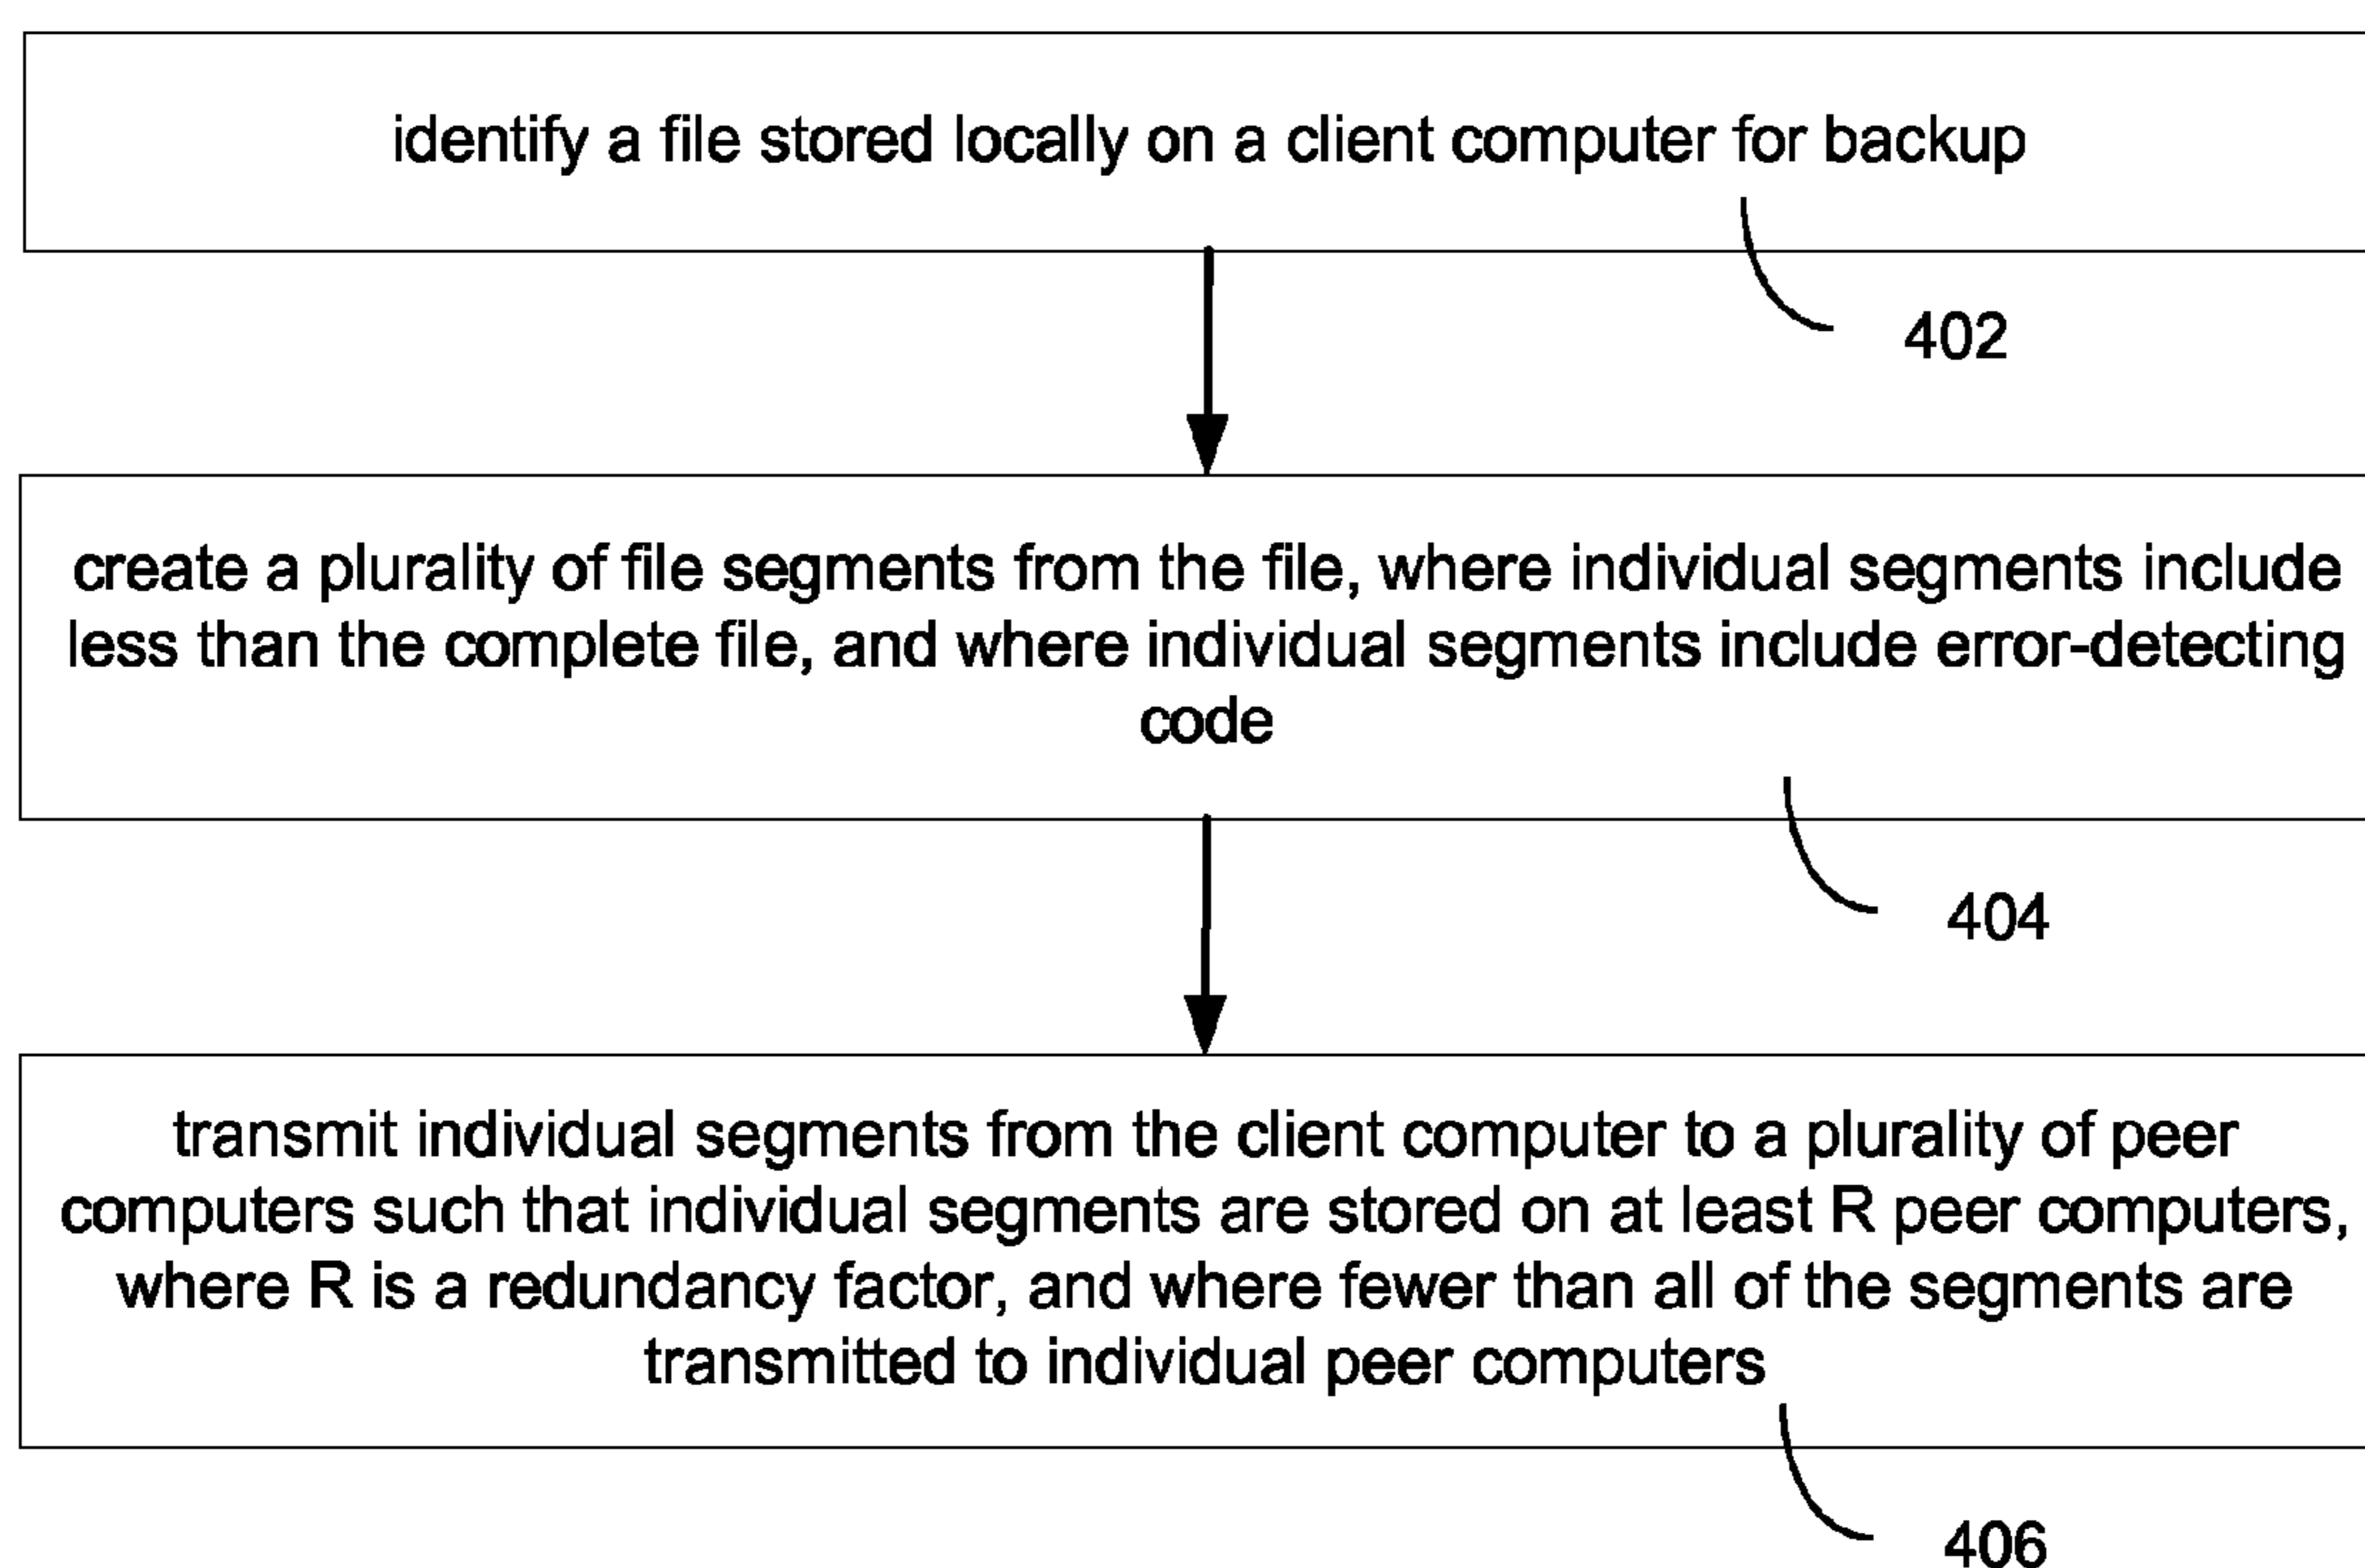 identify a file stored locally on a client computer for backup
402
create a plurality of file segments from the file, where individual segments include
less than the complete file, and where individual segments include error-detecting
code
404
transmit individual segments from the client computer to a plurality of peer
computers such that individual segments are stored on at least R peer computers,
where R is a redundancy factor, and where fewer than all of the segments are
transmitted to individual peer computers
406